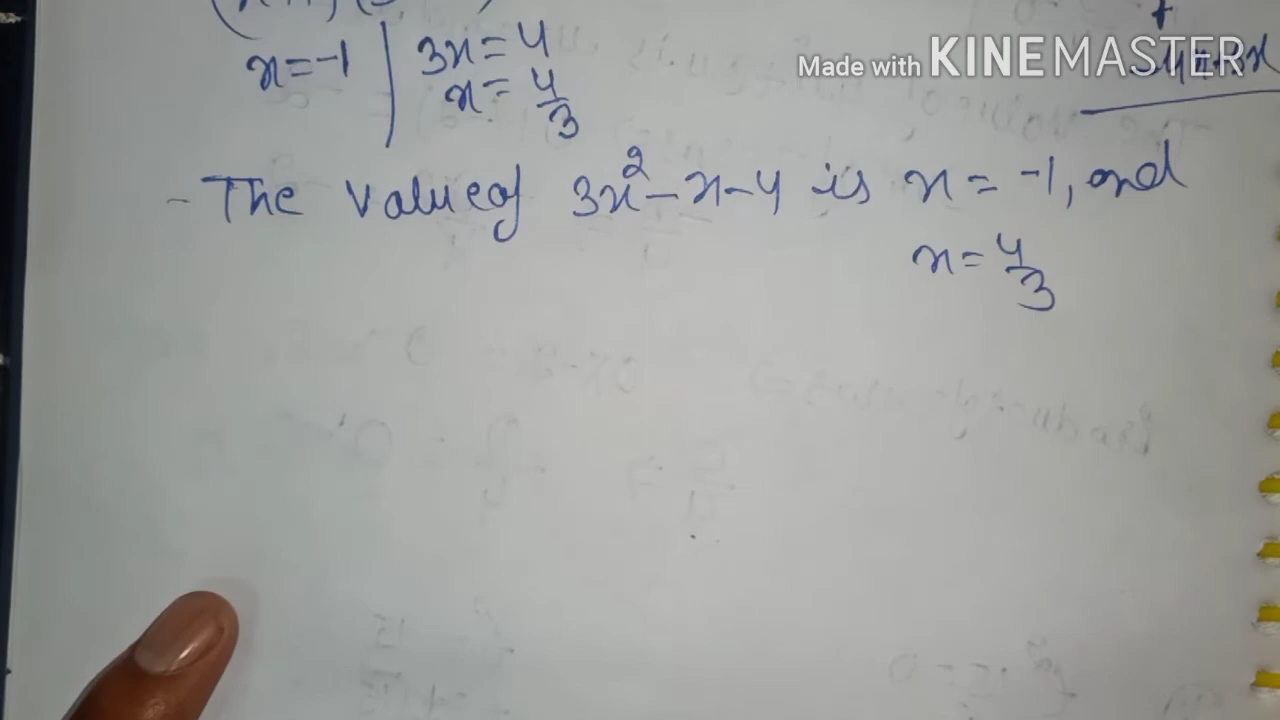 x=-1 | 3x=4
x=4/3
Made with KINEMASTER
- The value of 3x²-x-4 is x=-1, and
x=4/3